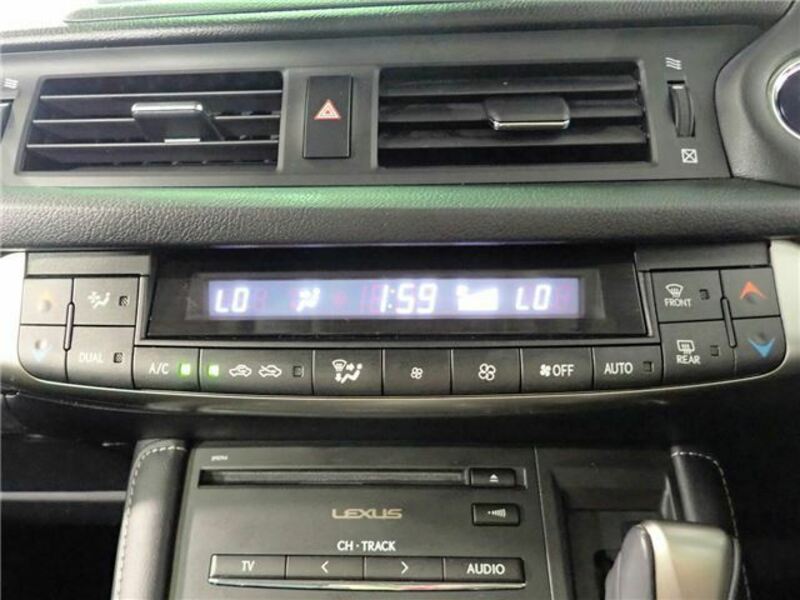 LO 1:59 LO
FRONT
DUAL A/C OFF AUTO REAR
LEXUS
CH·TRACK
TV < > AUDIO